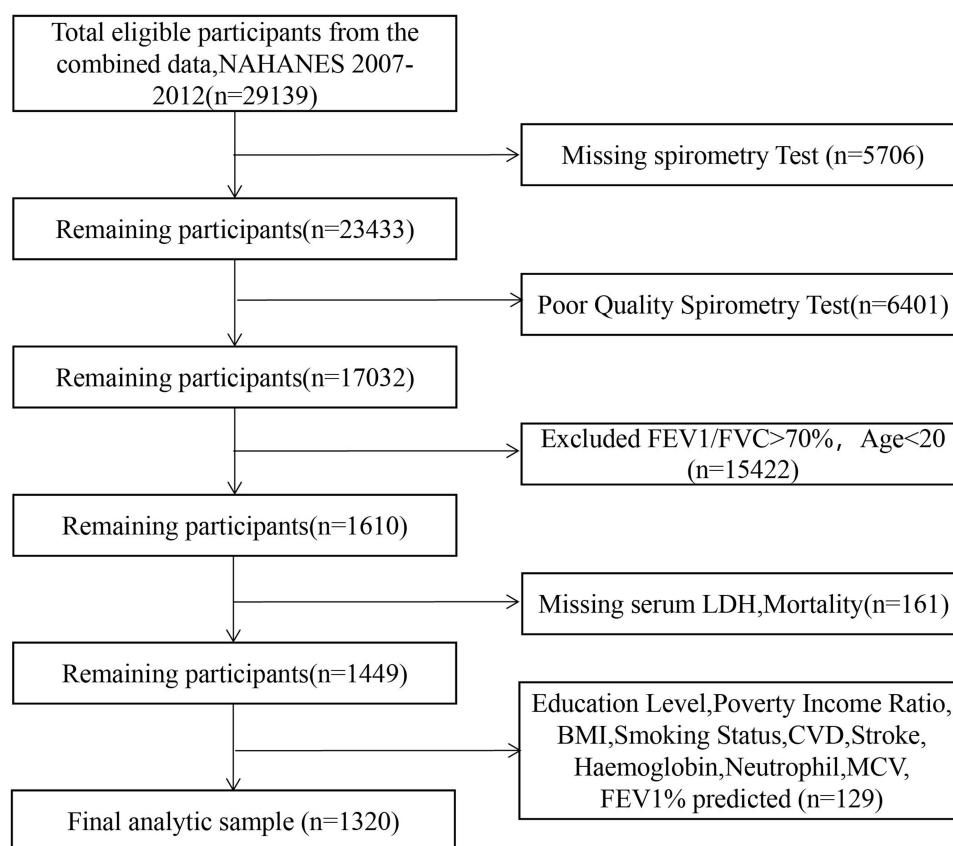 Total eligible participants from the
combined data,NAHANES 2007-
2012(n=29139)
Missing spirometry Test (n=5706)
Remaining participants(n=23433)
Poor Quality Spirometry Test(n=6401)
Remaining participants(n=17032)
Excluded FEV1/FVC>70%，Age<20
(n=15422)
Remaining participants(n=1610)
Missing serum LDH,Mortality(n=161)
Remaining participants(n=1449)
Education Level,Poverty Income Ratio,
BMI,Smoking Status,CVD,Stroke,
Haemoglobin,Neutrophil,MCV,
FEV1% predicted (n=129)
Final analytic sample (n=1320)